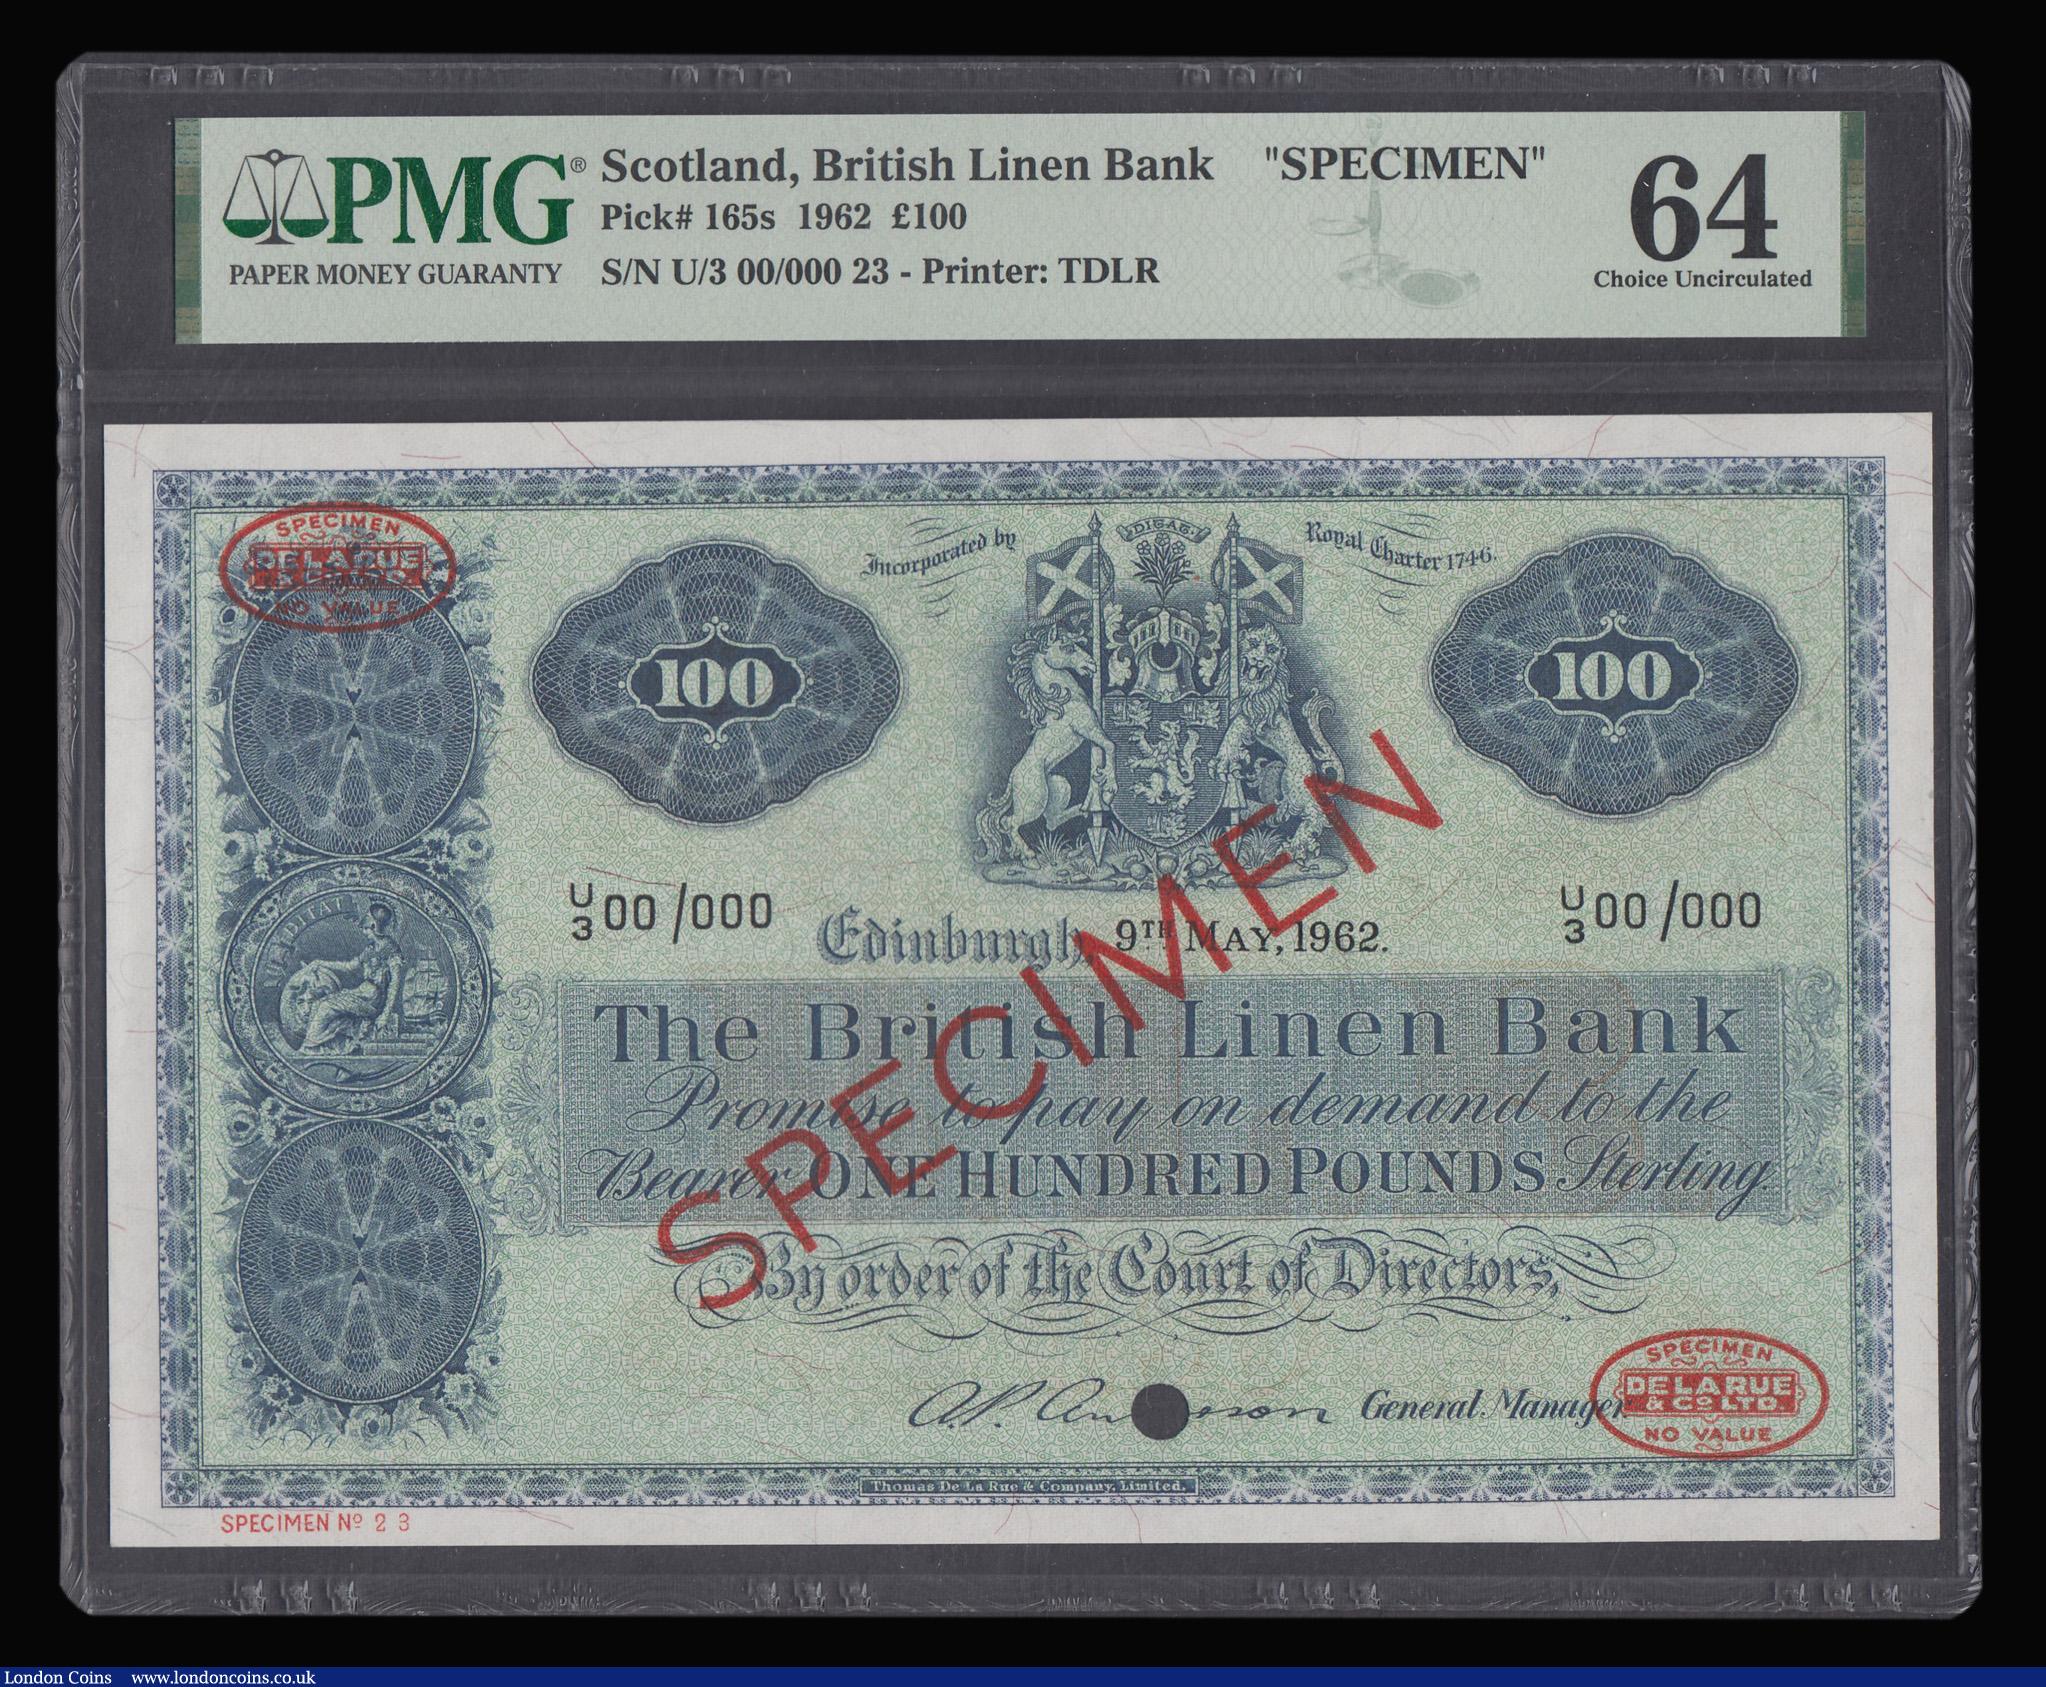 PMG® Scotland, British Linen Bank "SPECIMEN" 64
Pick# 165s 1962 £100
PAPER MONEY GUARANTY S/N U/3 00/000 23 - Printer: TDLR Choice Uncirculated
SPECIMEN
DE LA RUE
& CO LTD.
NO VALUE
Incorporated by
DITAT.
Royal Charter 1746.
100
100
U/3 00/000
U/3 00/000
Edinburgh, 9TH MAY, 1962.
The British Linen Bank
Promise to pay on demand to the
Bearer ONE HUNDRED POUNDS Sterling.
By order of the Court of Directors,
SPECIMEN
A.P. Anderson General Manager
SPECIMEN
DE LA RUE
& Cº LTD.
NO VALUE
Thomas De La Rue & Company, Limited.
SPECIMEN Nº 2 3
London Coins www.londoncoins.co.uk